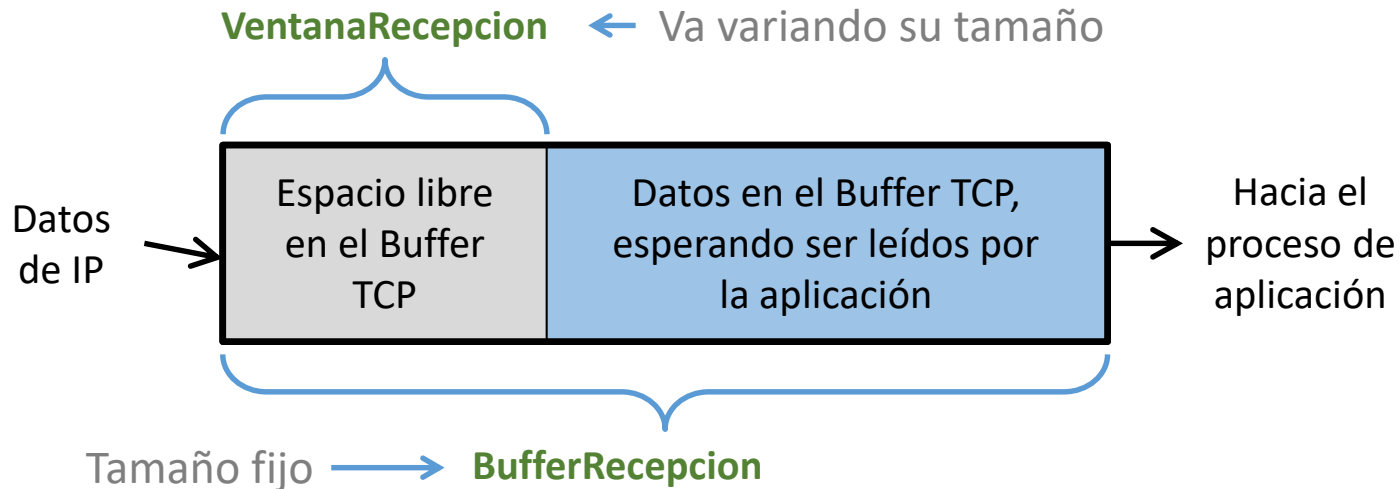 VentanaRecepcion
Va variando su tamaño
Datos
de IP
Espacio libre
en el Buffer
TCP
Datos en el Buffer TCP,
esperando ser leídos por
la aplicación
Hacia el
proceso de
aplicación
Tamaño fijo
BufferRecepcion